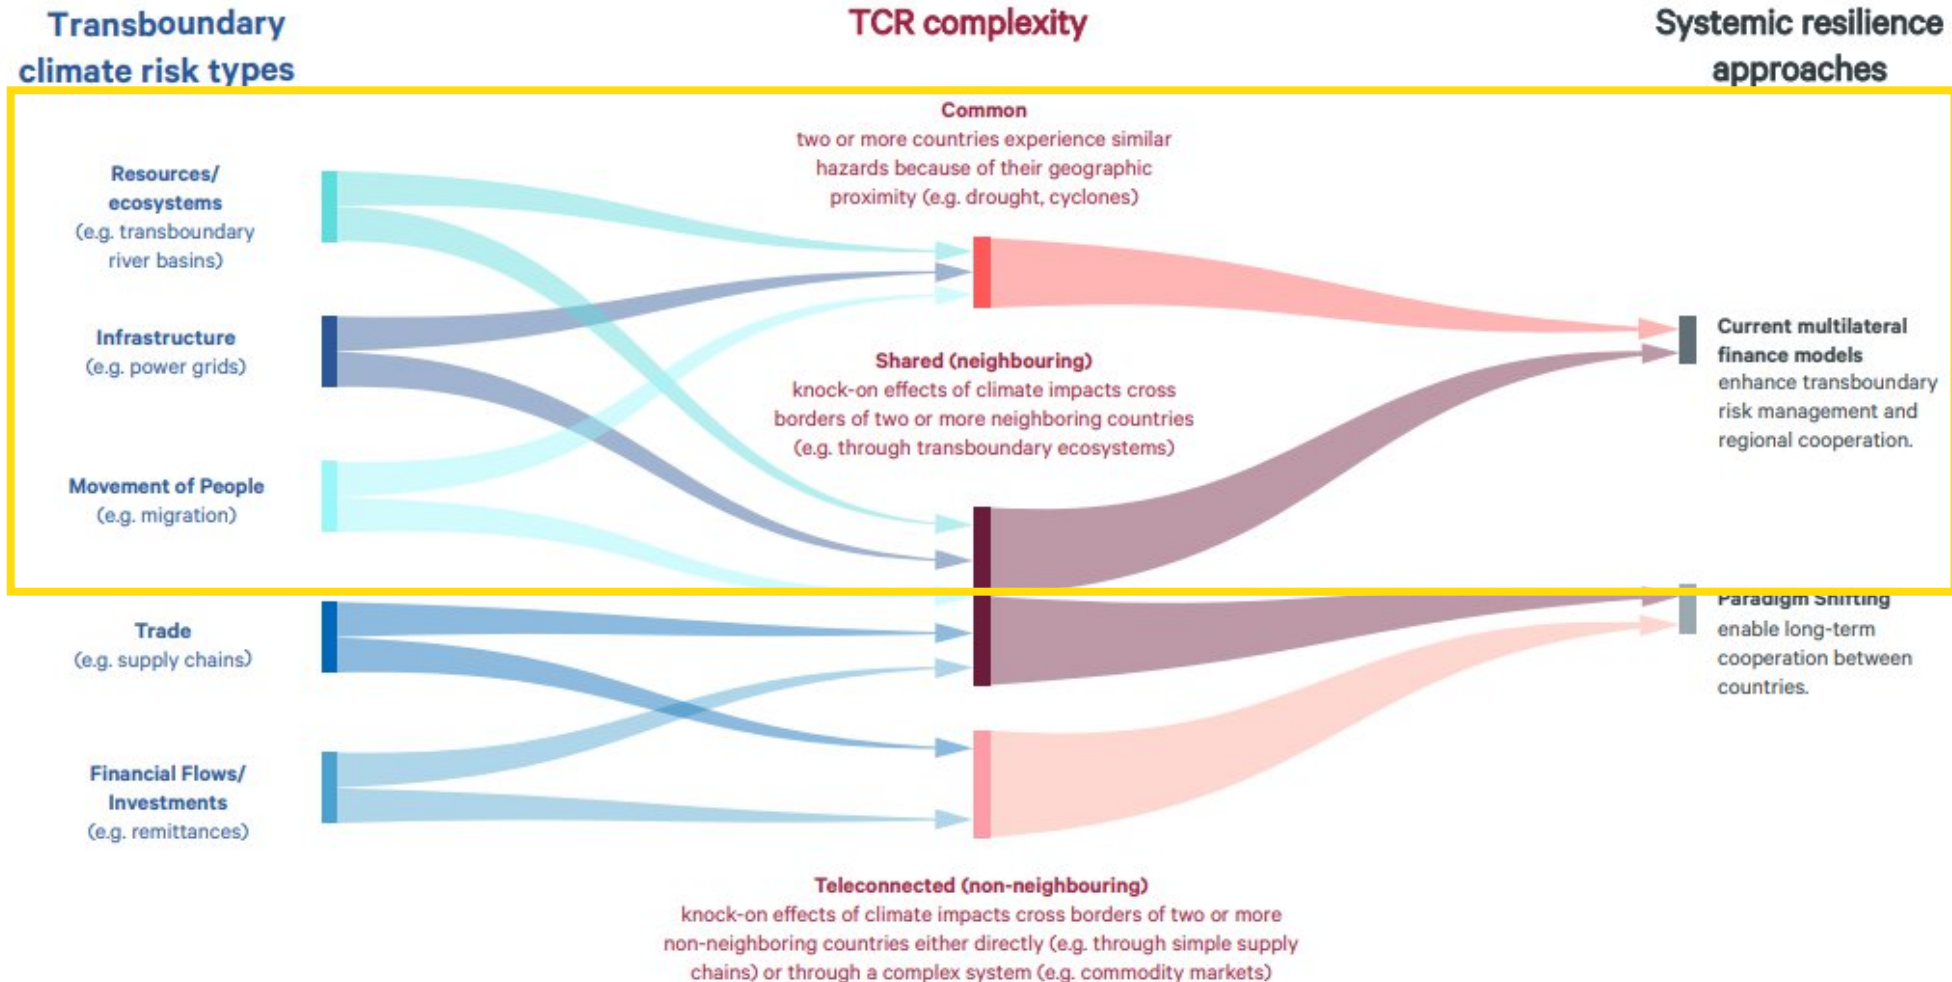 Transboundary
climate risk types
TCR complexity
Systemic resilience
approaches
Resources/
ecosystems
(e.g. transboundary
river basins)
Infrastructure
(e.g. power grids)
Movement of People
(e.g. migration)
Trade
(e.g. supply chains)
Financial Flows/
Investments
(e.g. remittances)
Common
two or more countries experience similar
hazards because of their geographic
proximity (e.g. drought, cyclones)
Shared (neighbouring)
knock-on effects of climate impacts cross
borders of two or more neighboring countries
(e.g. through transboundary ecosystems)
Teleconnected (non-neighbouring)
knock-on effects of climate impacts cross borders of two or more
non-neighboring countries either directly (e.g. through simple supply
chains) or through a complex system (e.g. commodity markets)
Current multilateral
finance models
enhance transboundary
risk management and
regional cooperation.
Paradigm Shifting
enable long-term
cooperation between
countries.